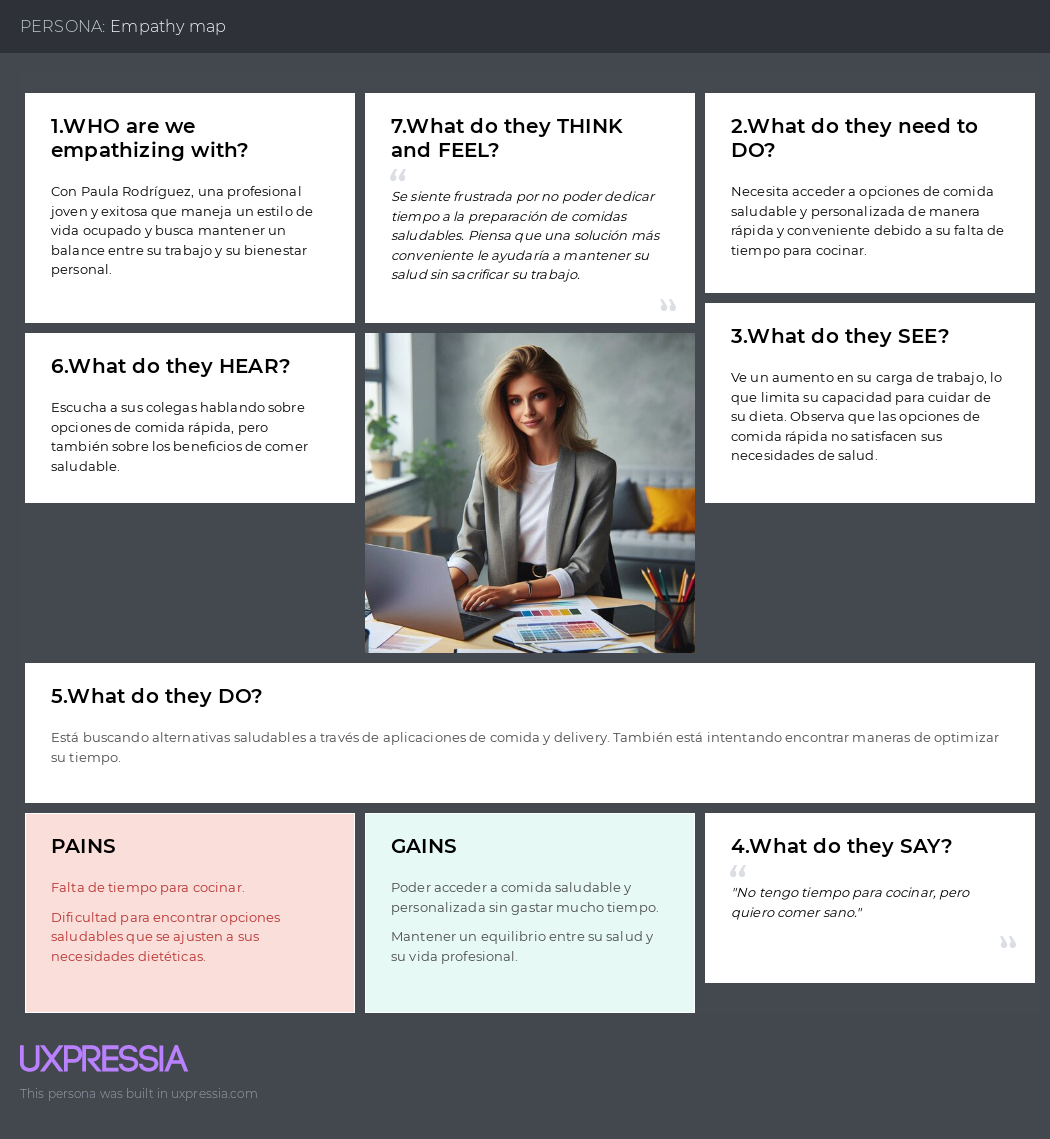 PERSONA: Empathy map
1.WHO are we
empathizing with?
Con Paula Rodríguez, una profesional
joven y exitosa que maneja un estilo de
vida ocupado y busca mantener un
balance entre su trabajo y su bienestar
personal.
7.What do they THINK
and FEEL?
“
Se siente frustrada por no poder dedicar
tiempo a la preparación de comidas
saludables. Piensa que una solución más
conveniente le ayudaría a mantener su
salud sin sacrificar su trabajo.
”
2.What do they need to
DO?
Necesita acceder a opciones de comida
saludable y personalizada de manera
rápida y conveniente debido a su falta de
tiempo para cocinar.
6.What do they HEAR?
Escucha a sus colegas hablando sobre
opciones de comida rápida, pero
también sobre los beneficios de comer
saludable.
3.What do they SEE?
Ve un aumento en su carga de trabajo, lo
que limita su capacidad para cuidar de
su dieta. Observa que las opciones de
comida rápida no satisfacen sus
necesidades de salud.
5.What do they DO?
Está buscando alternativas saludables a través de aplicaciones de comida y delivery. También está intentando encontrar maneras de optimizar
su tiempo.
PAINS
Falta de tiempo para cocinar.
Dificultad para encontrar opciones
saludables que se ajusten a sus
necesidades dietéticas.
GAINS
Poder acceder a comida saludable y
personalizada sin gastar mucho tiempo.
Mantener un equilibrio entre su salud y
su vida profesional.
4.What do they SAY?
“
"No tengo tiempo para cocinar, pero
quiero comer sano."
”
UXPRESSIA
This persona was built in uxpressia.com